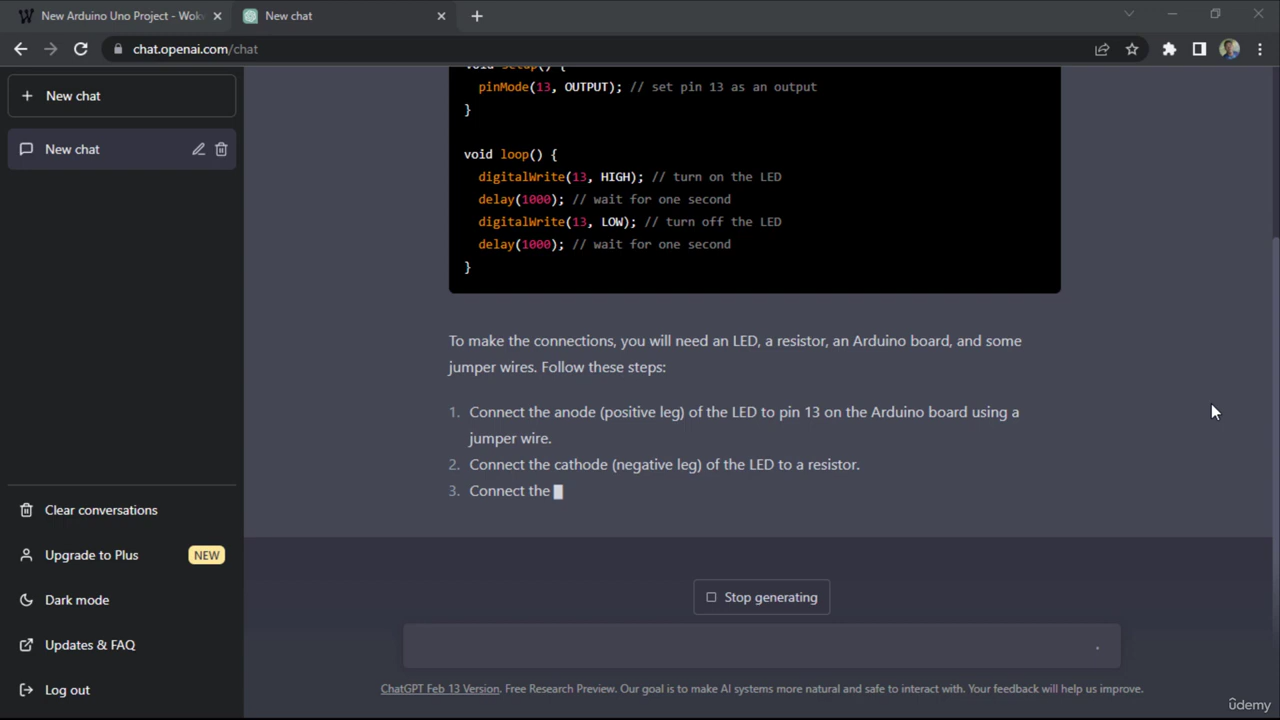 New Arduino Uno Project - Wokw
New chat
chat.openai.com/chat
New chat
New chat
void setup() {
pinMode(13, OUTPUT); // set pin 13 as an output
}
void loop() {
digitalWrite(13, HIGH); // turn on the LED
delay(1000); // wait for one second
digitalWrite(13, LOW); // turn off the LED
delay(1000); // wait for one second
}
To make the connections, you will need an LED, a resistor, an Arduino board, and some
jumper wires. Follow these steps:
1. Connect the anode (positive leg) of the LED to pin 13 on the Arduino board using a
jumper wire.
2. Connect the cathode (negative leg) of the LED to a resistor.
3. Connect the
Clear conversations
Upgrade to Plus NEW
Dark mode
Updates & FAQ
Log out
Stop generating
ChatGPT Feb 13 Version. Free Research Preview. Our goal is to make AI systems more natural and safe to interact with. Your feedback will help us improve.
ûdemy